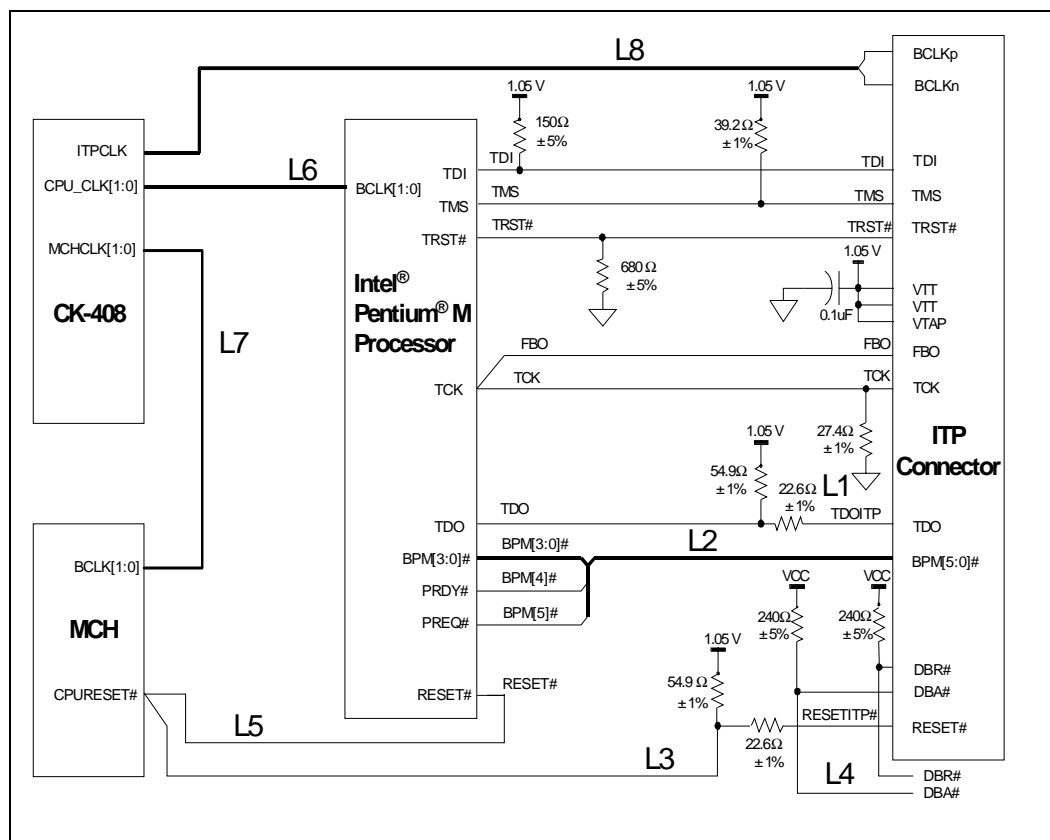 L8
BCLKp
BCLKn
1.05 V
1.05 V
150Ω
± 5%
39.2 Ω
± 1%
ITPCLK
CPU_CLK[1:0]
L6
BCLK[1:0]
TDI
TDI
TDI
TDI
TMS
TMS
TMS
TMS
TRST#
TRST#
TRST#
TRST#
MCHCLK[1:0]
CK-408
L7
Intel®
Pentium® M
Processor
680 Ω
± 5%
1.05 V
0.1uF
VTT
VTT
VTAP
FBO
FBO
FBO
TCK
TCK
TCK
TCK
27.4Ω
± 1%
ITP
Connector
1.05 V
54.9Ω
± 1%
22.6Ω
± 1%
L1
TDO
TDO
TDOITP
TDO
BPM[3:0]#
BPM[3:0]#
L2
BPM[5:0]#
PRDY#
BPM[4]#
PREQ#
BPM[5]#
VCC
VCC
240Ω
± 5%
240Ω
± 5%
BCLK[1:0]
MCH
CPURESET#
RESET#
RESET#
1.05 V
54.9 Ω
± 1%
DBR#
DBA#
RESETITP#
RESET#
22.6Ω
± 1%
L5
L3
L4
DBR#
DBA#